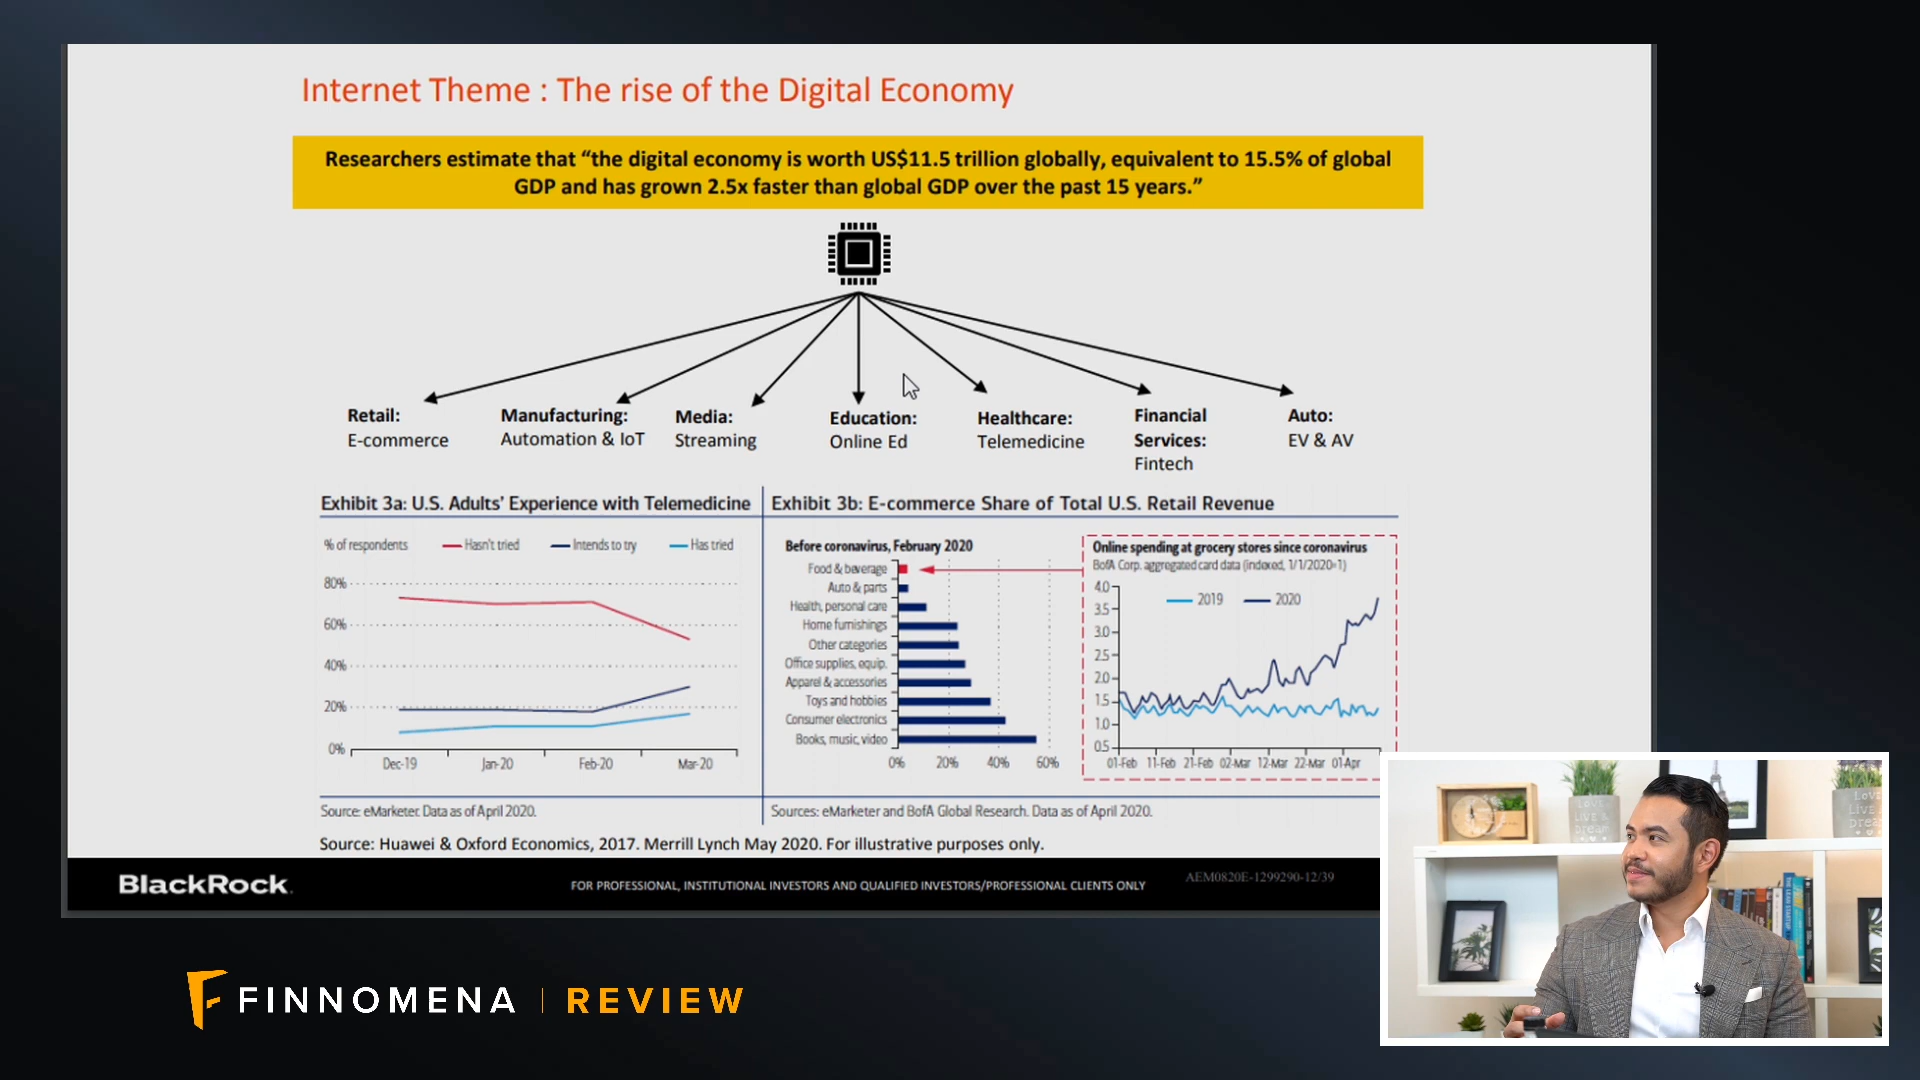 Internet Theme : The rise of the Digital Economy
Researchers estimate that “the digital economy is worth US$11.5 trillion globally, equivalent to 15.5% of global
GDP and has grown 2.5x faster than global GDP over the past 15 years.”
Retail:
E-commerce
Manufacturing:
Automation & IoT
Media:
Streaming
Education:
Online Ed
Healthcare:
Telemedicine
Financial
Services:
Fintech
Auto:
EV & AV
Exhibit 3a: U.S. Adults’ Experience with Telemedicine
% of respondents
Hasn't tried
Intends to try
Has tried
80%
60%
40%
20%
0%
Dec-19
Jan-20
Feb-20
Mar-20
Source: eMarketer. Data as of April 2020.
Exhibit 3b: E-commerce Share of Total U.S. Retail Revenue
Before coronavirus, February 2020
Food & beverage
Auto & parts
Health, personal care
Home furnishings
Other categories
Office supplies, equip.
Apparel & accessories
Toys and hobbies
Consumer electronics
Books, music, video
0%
20%
40%
60%
Online spending at grocery stores since coronavirus
BofA Corp. aggregated card data (indexed, 1/1/2020=1)
2019
2020
4.0
3.5
3.0
2.5
2.0
1.5
1.0
0.5
01-Feb
11-Feb
21-Feb
02-Mar
12-Mar
22-Mar
01-Apr
Sources: eMarketer and BofA Global Research. Data as of April 2020.
Source: Huawei & Oxford Economics, 2017. Merrill Lynch May 2020. For illustrative purposes only.
BlackRock.
FOR PROFESSIONAL, INSTITUTIONAL INVESTORS AND QUALIFIED INVESTORS/PROFESSIONAL CLIENTS ONLY
AEM0820E-1299290-12/39
FINNOMENA | REVIEW